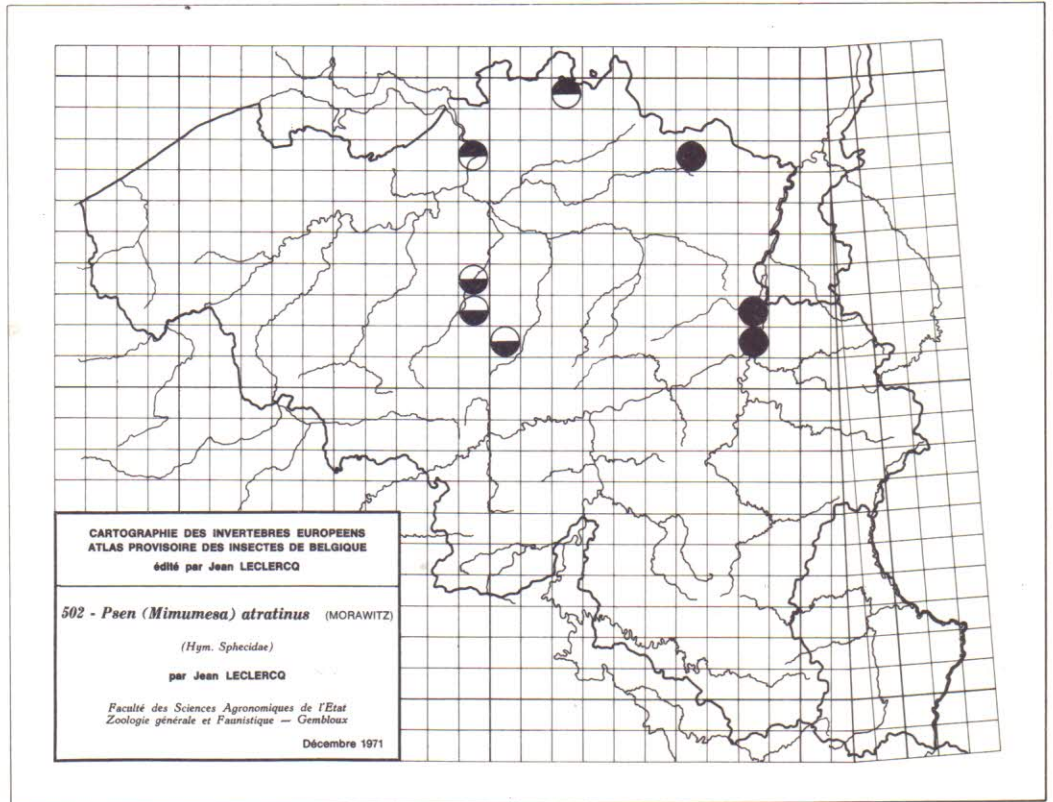 CARTOGRAPHIE DES INVERTEBRES EUROPEENS
ATLAS PROVISOIRE DES INSECTES DE BELGIQUE
édité par Jean LECLERCQ
502 - Psen (Mimumesa) atratinus (MORAWITZ)
(Hym. Sphecidae)
par Jean LECLERCQ
Faculté des Sciences Agronomiques de l'Etat
Zoologie générale et Faunistique — Gembloux
Décembre 1971